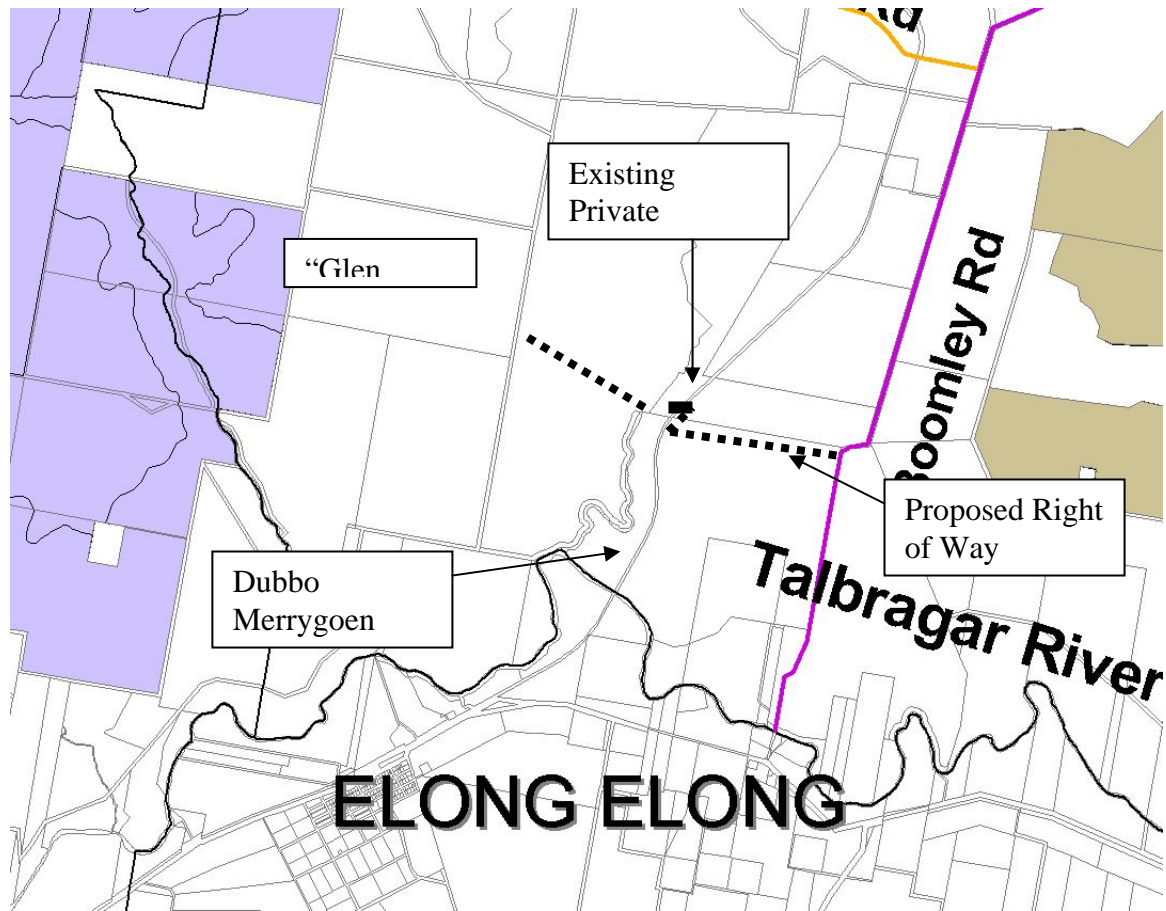 Rd
Existing
Private
“Glen
Boomley Rd
Proposed Right
of Way
Dubbo
Merrygoen
Talbragar River
ELONG ELONG